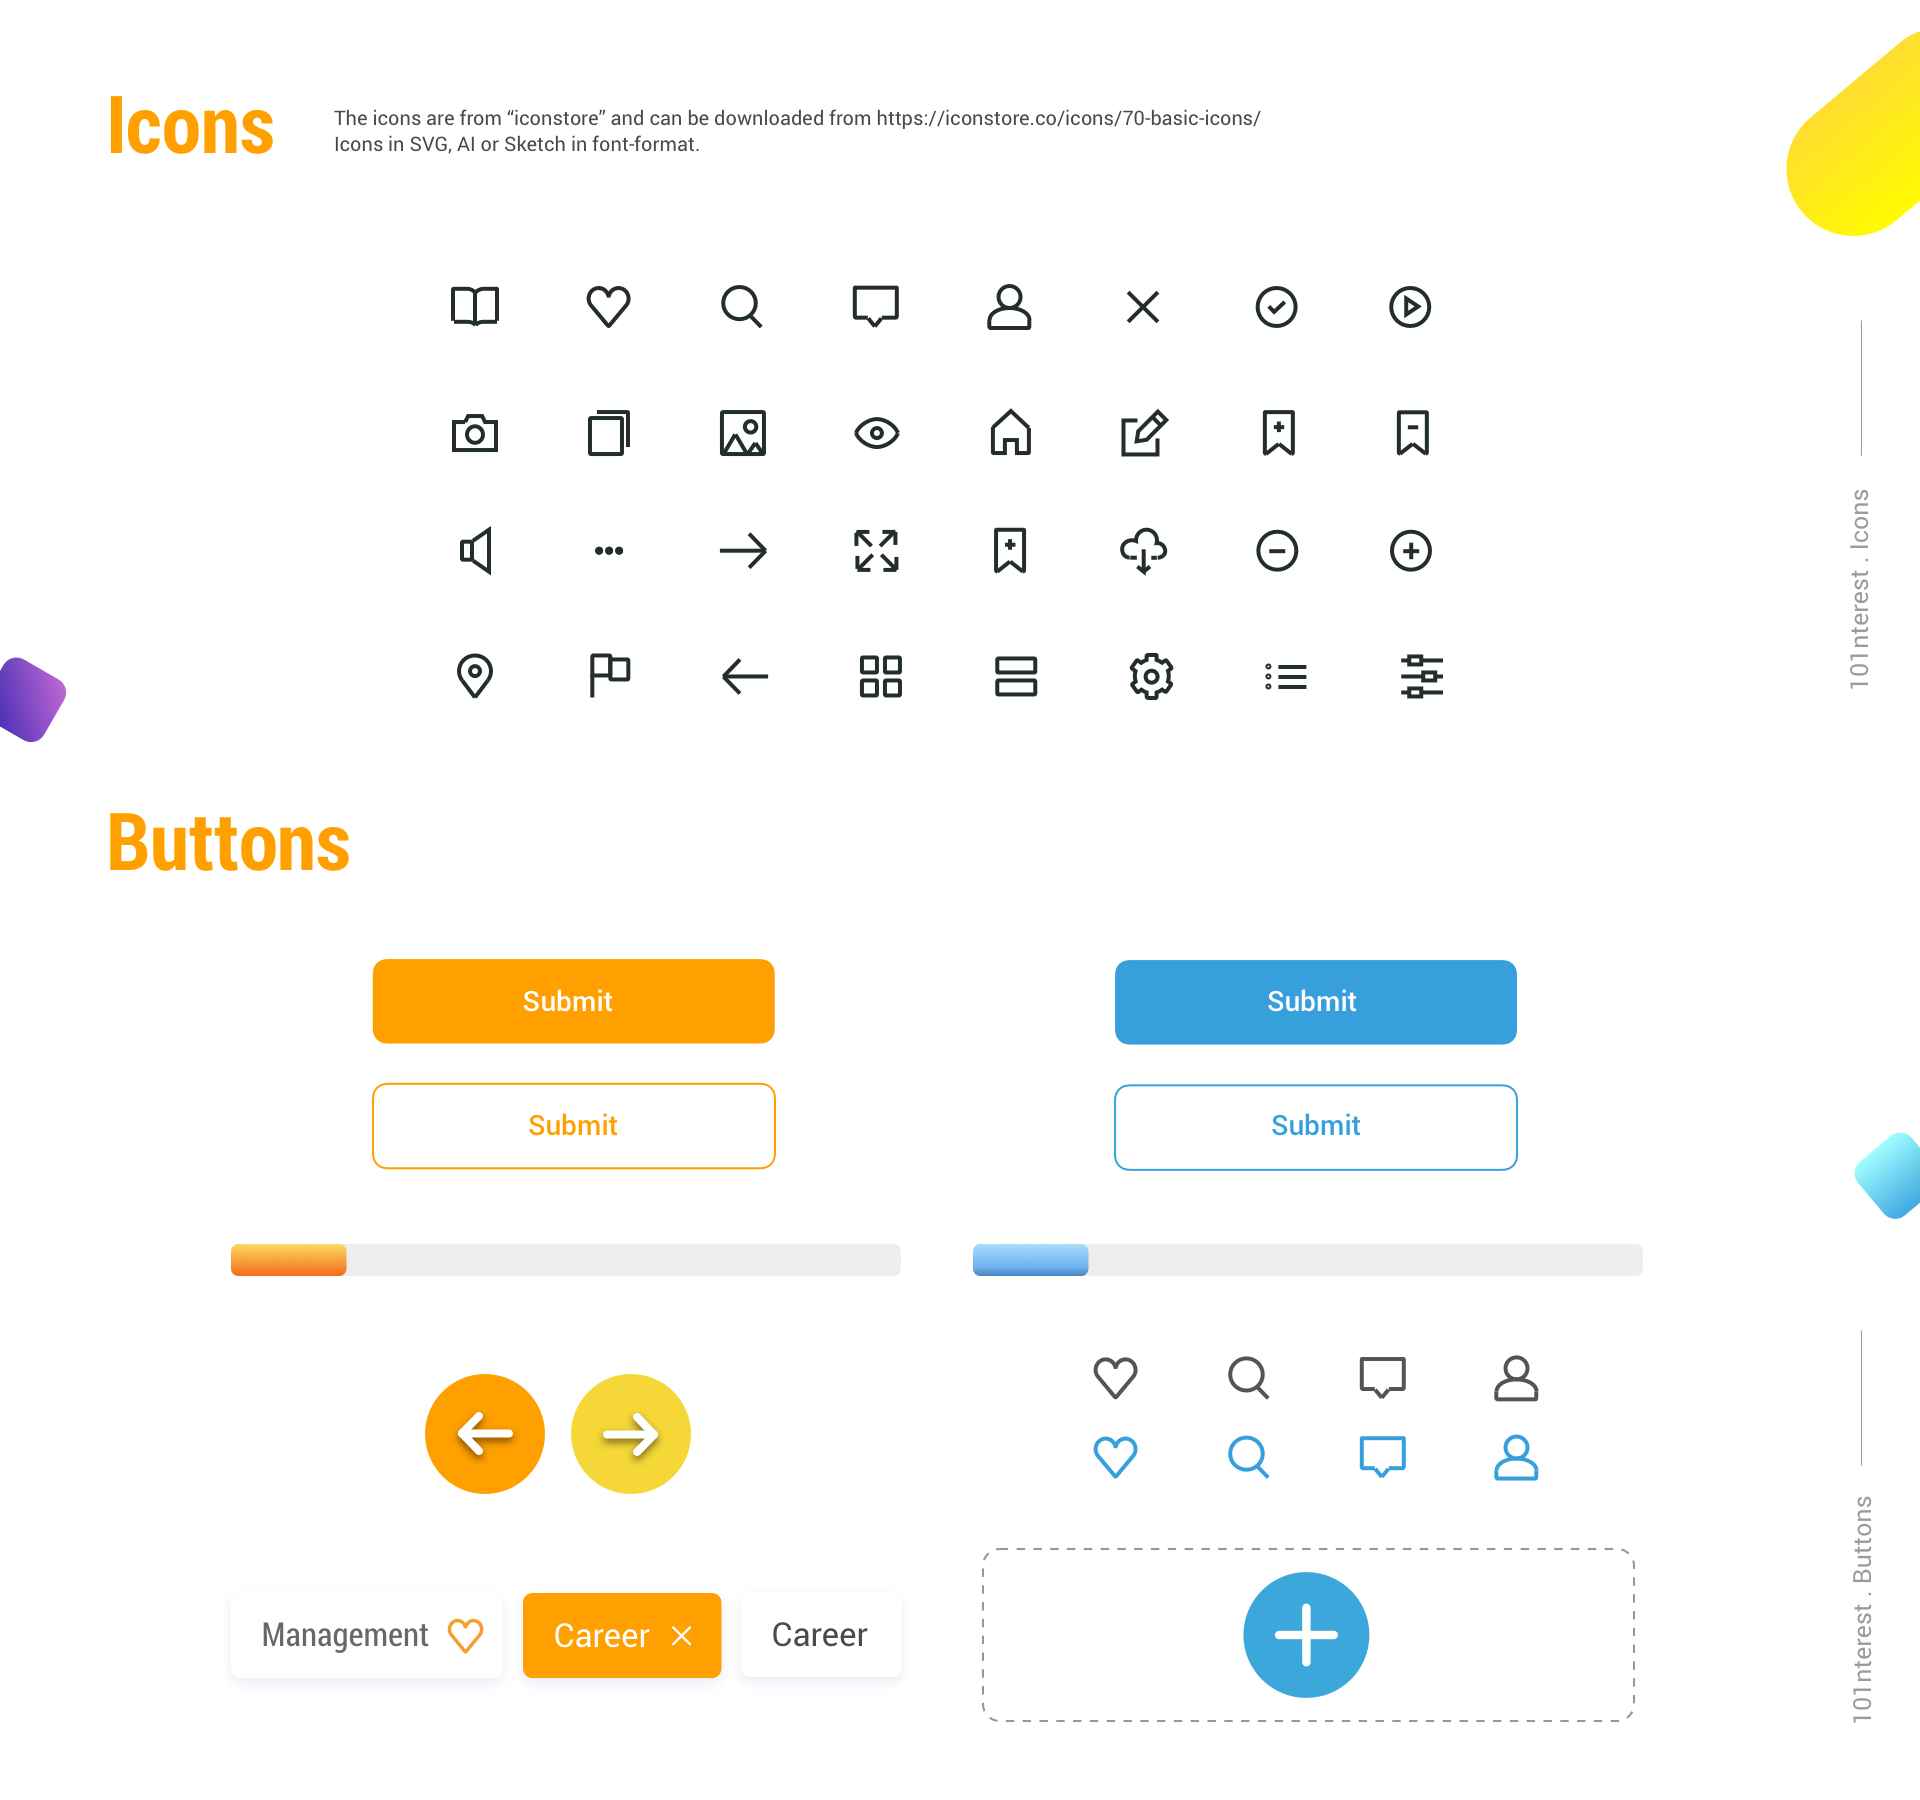 Icons
The icons are from “iconstore” and can be downloaded from https://iconstore.co/icons/70-basic-icons/
Icons in SVG, AI or Sketch in font-format.
101nterest . Icons
Buttons
Submit
Submit
Submit
Submit
Management
Career
Career
101nterest . Buttons